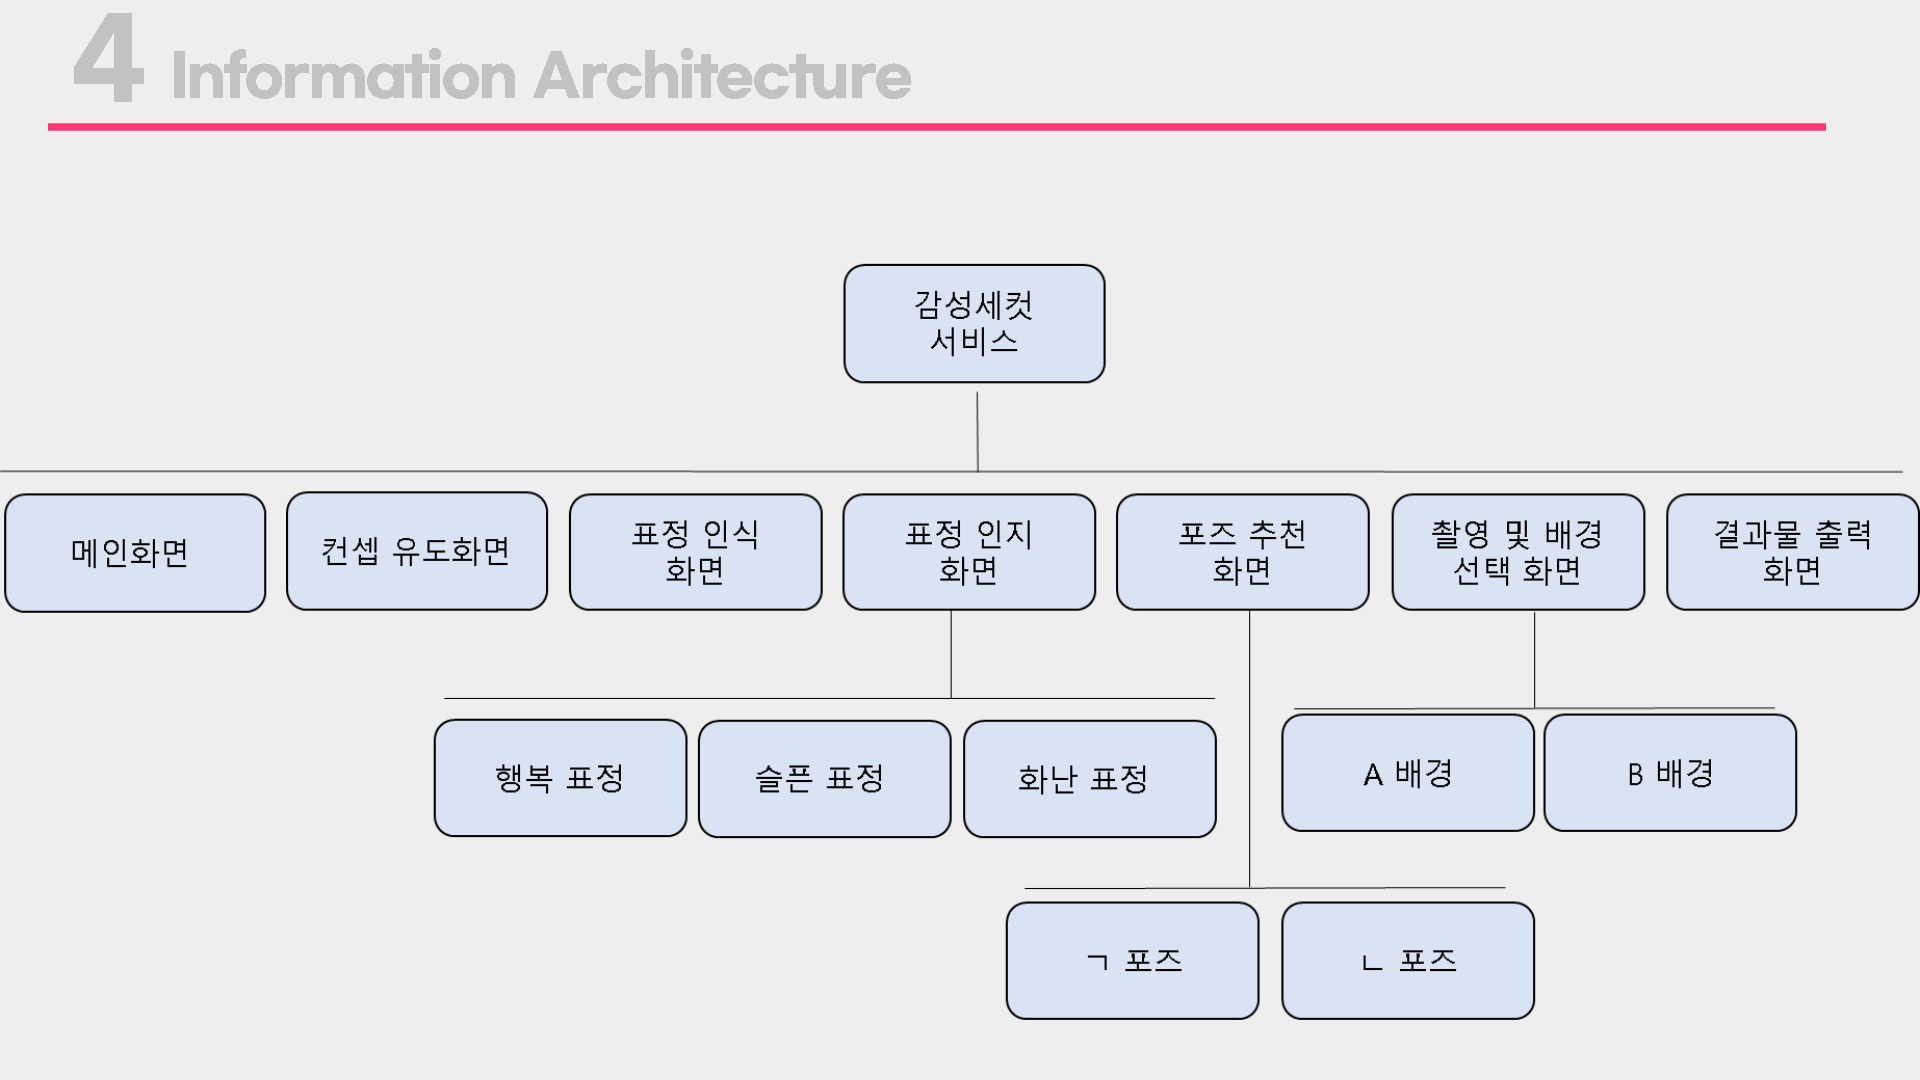 4 Information Architecture
감성세컷
서비스
메인화면
컨셉 유도화면
표정 인식
화면
표정 인지
화면
포즈 추천
화면
촬영 및 배경
선택 화면
결과물 출력
화면
행복 표정
슬픈 표정
화난 표정
A 배경
B 배경
ㄱ 포즈
ㄴ 포즈